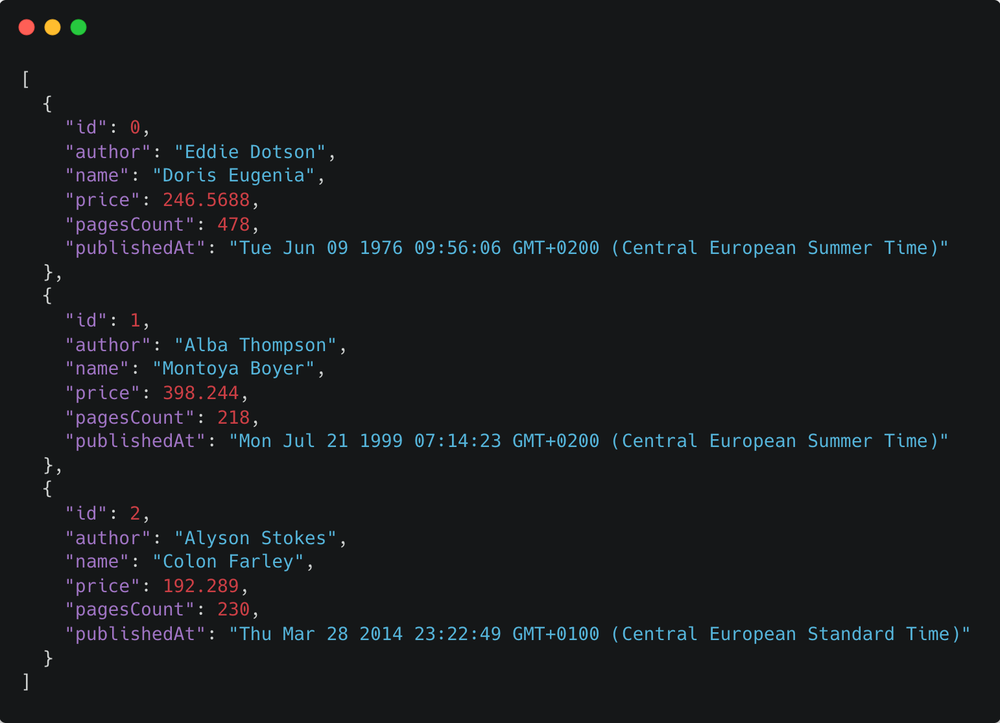 [
  {
    "id": 0,
    "author": "Eddie Dotson",
    "name": "Doris Eugenia",
    "price": 246.5688,
    "pagesCount": 478,
    "publishedAt": "Tue Jun 09 1976 09:56:06 GMT+0200 (Central European Summer Time)"
  },
  {
    "id": 1,
    "author": "Alba Thompson",
    "name": "Montoya Boyer",
    "price": 398.244,
    "pagesCount": 218,
    "publishedAt": "Mon Jul 21 1999 07:14:23 GMT+0200 (Central European Summer Time)"
  },
  {
    "id": 2,
    "author": "Alyson Stokes",
    "name": "Colon Farley",
    "price": 192.289,
    "pagesCount": 230,
    "publishedAt": "Thu Mar 28 2014 23:22:49 GMT+0100 (Central European Standard Time)"
  }
]